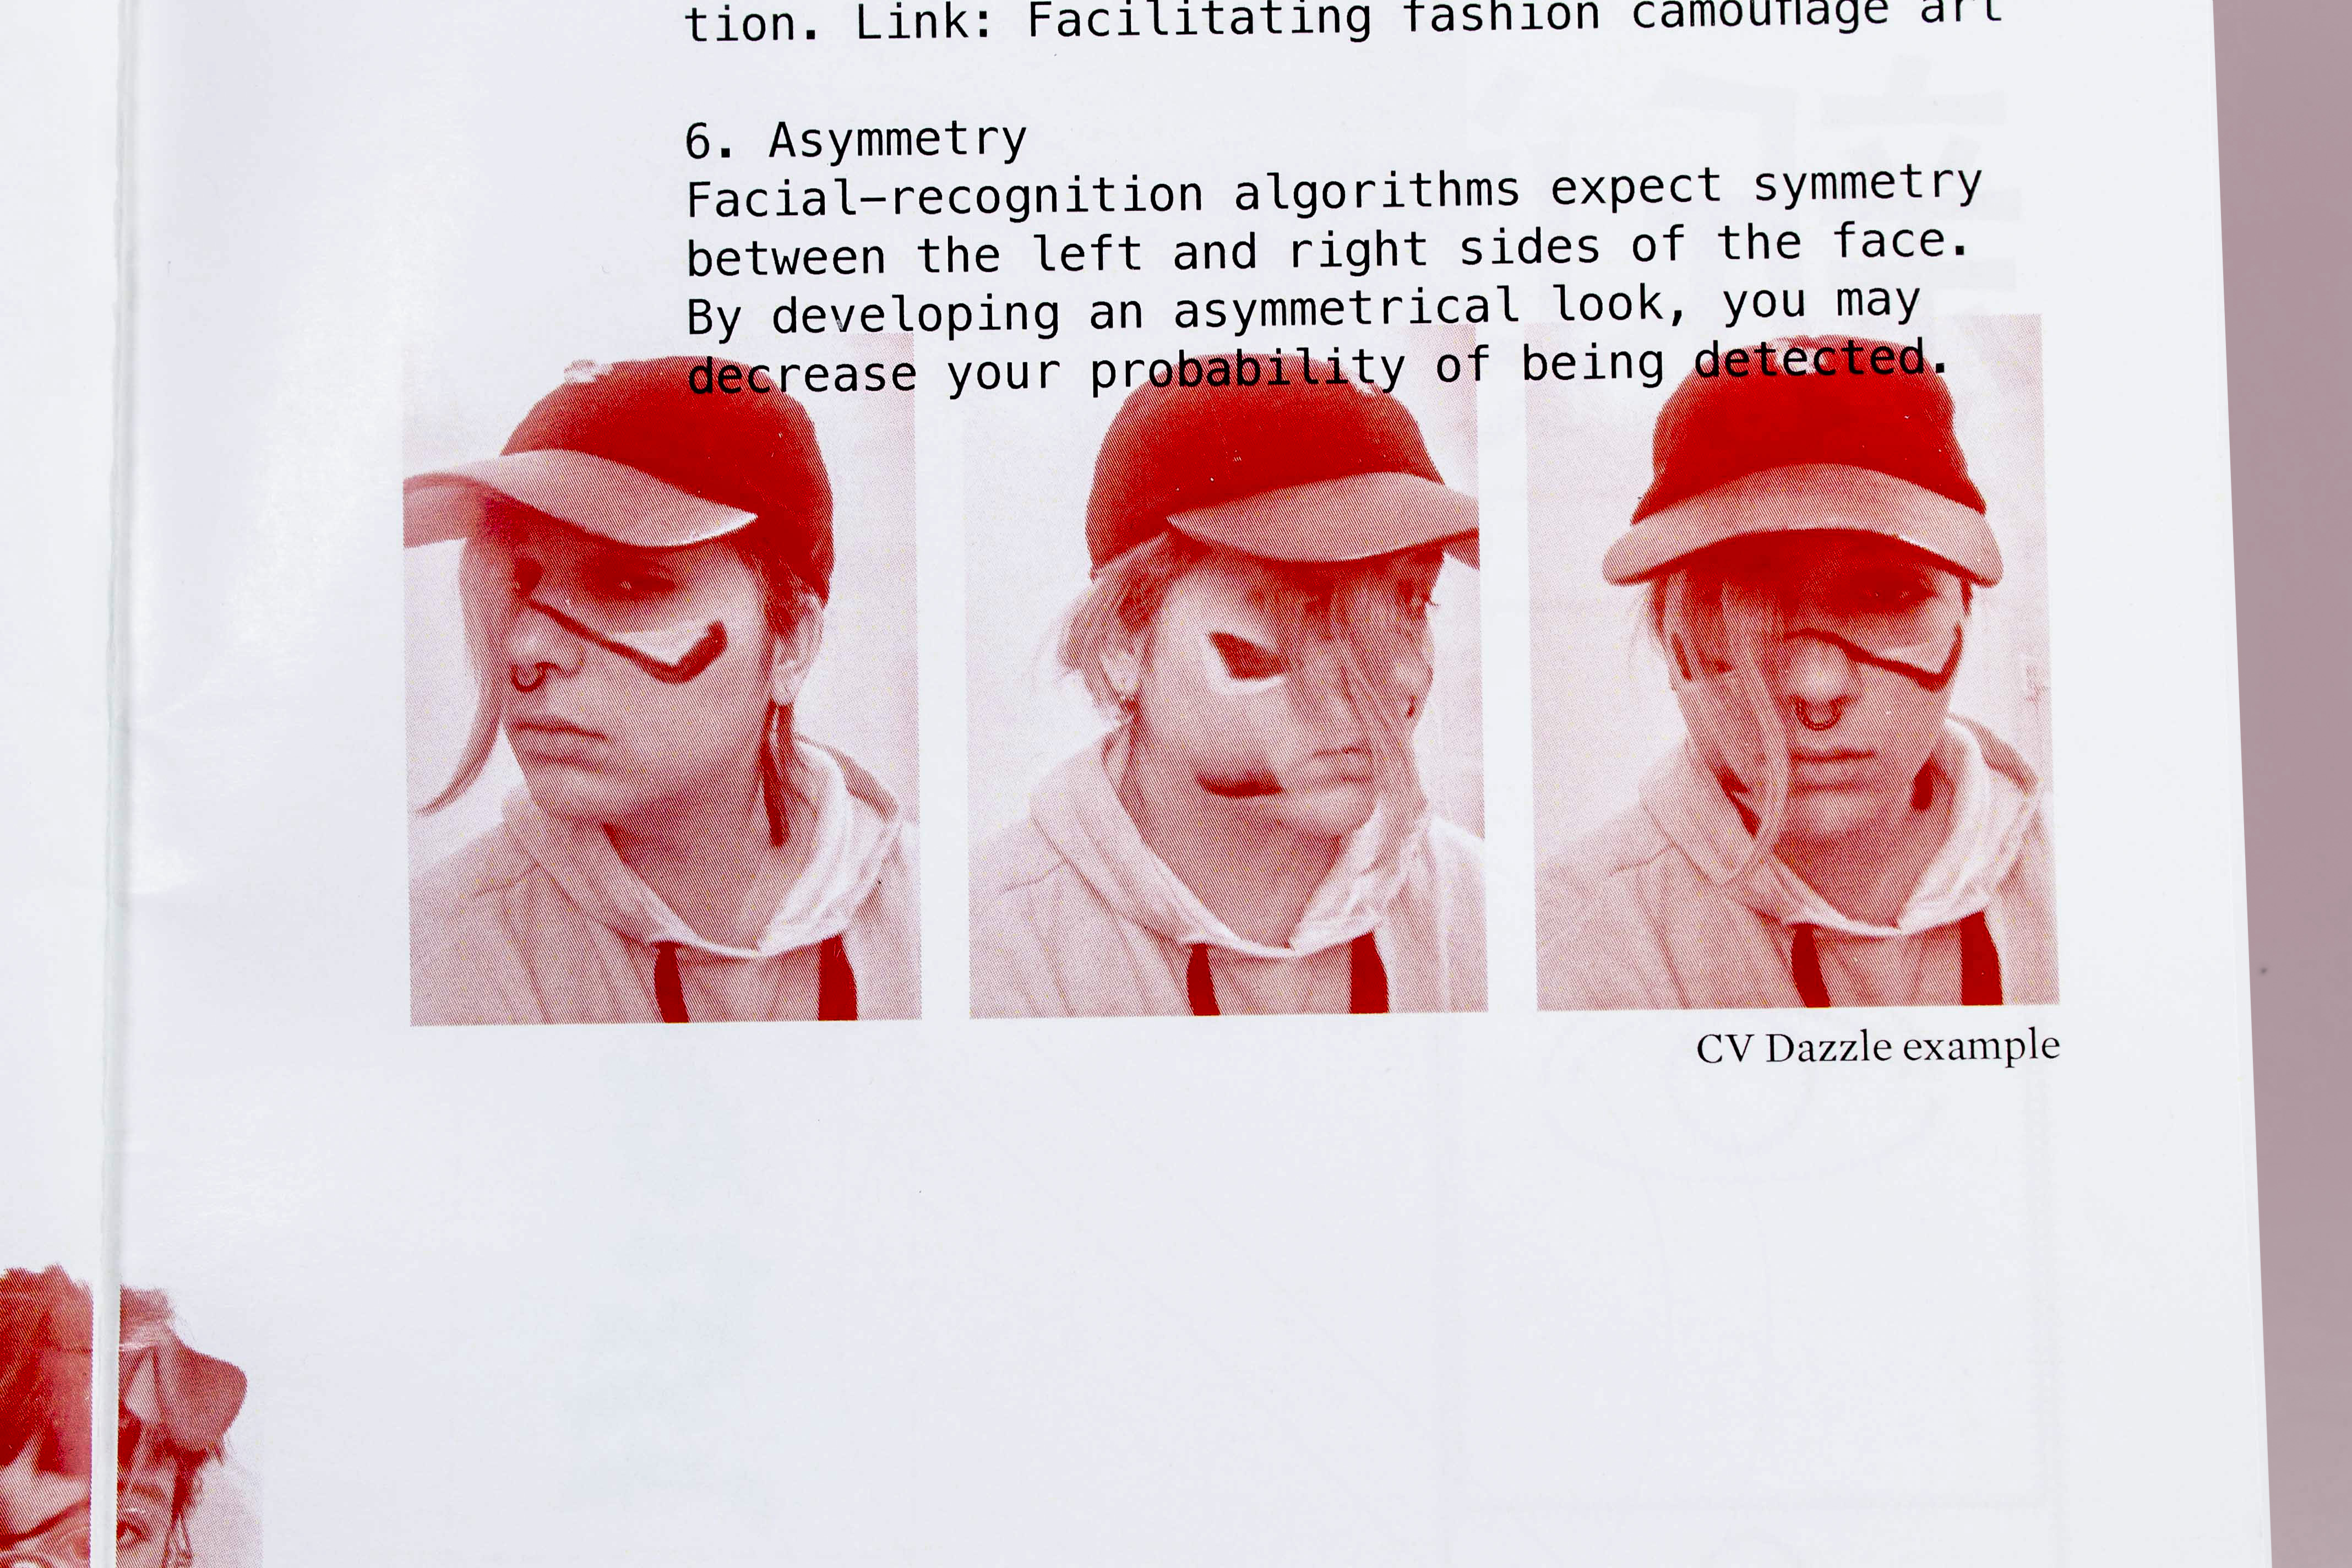 tion. Link: Facilitating fashion camouflage art
6. Asymmetry
Facial-recognition algorithms expect symmetry
between the left and right sides of the face.
By developing an asymmetrical look, you may
decrease your probability of being detected.
CV Dazzle example